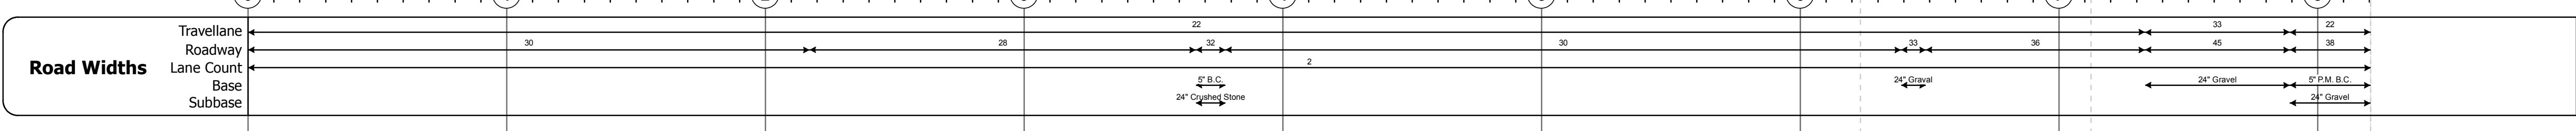 Road Widths
Travellane 22 33 22
Roadway 30 28 32 30 33 36 45 38
Lane Count 2
Base 5" B.C. 24" Graval 24" Gravel 5" P.M. B.C.
Subbase 24" Crushed Stone 24" Gravel